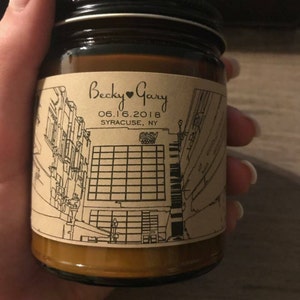 Becky♥Gary
06.16.2018
SYRACUSE, NY